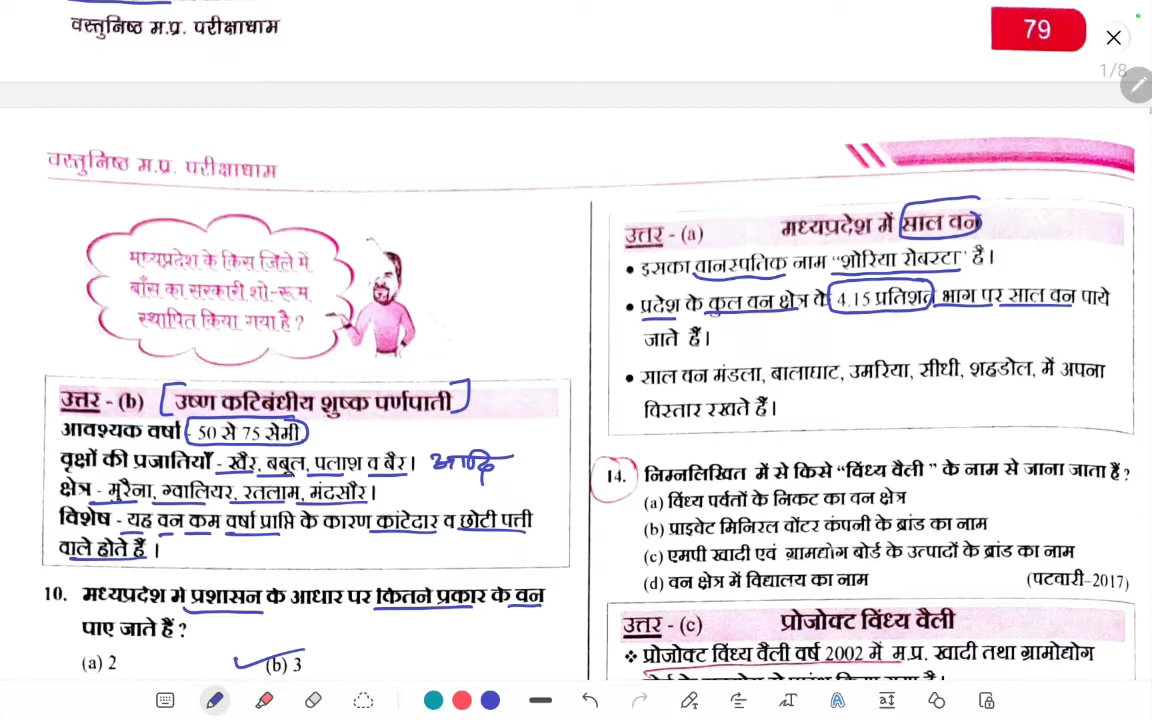 वस्तुनिष्ठ म.प्र. परीक्षाधाम
79
1/8
वस्तुनिष्ठ म.प्र. परीक्षाधाम
मध्यप्रदेश के किस जिले में
बाँस का सरकारी शो-रूम
स्थापित किया गया है ?
उत्तर - (b) उष्ण कटिबंधीय शुष्क पर्णपाती
आवश्यक वर्षा - 50 से 75 सेमी
वृक्षों की प्रजातियाँ - खैर, बबूल, पलाश व बैर। आदि
क्षेत्र - मुरैना, ग्वालियर, रतलाम, मंदसौर।
विशेष - यह वन कम वर्षा प्राप्ति के कारण कांटेदार व छोटी पत्ती
वाले होते हैं ।
10. मध्यप्रदेश मे प्रशासन के आधार पर कितने प्रकार के वन
पाए जाते हैं ?
(a) 2 (b) 3
उत्तर - (a) मध्यप्रदेश में साल वन
• इसका वानस्पतिक नाम "शोरिया रोबस्टा" है।
• प्रदेश के कुल वन क्षेत्र के 4.15 प्रतिशत भाग पर साल वन पाये
जाते हैं।
• साल वन मंडला, बालाघाट, उमरिया, सीधी, शहडोल, में अपना
विस्तार रखते हैं।
14. निम्नलिखित में से किसे "विंध्य वैली" के नाम से जाना जाता हैं ?
(a) विंध्य पर्वतों के निकट का वन क्षेत्र
(b) प्राइवेट मिनिरल वॉटर कंपनी के ब्रांड का नाम
(c) एमपी खादी एवं ग्रामद्योग बोर्ड के उत्पादों के ब्रांड का नाम
(d) वन क्षेत्र में विद्यालय का नाम (पटवारी-2017)
उत्तर - (c) प्रोजोक्ट विंध्य वैली
❖ प्रोजोक्ट विंध्य वैली वर्ष 2002 में म.प्र. खादी तथा ग्रामोद्योग